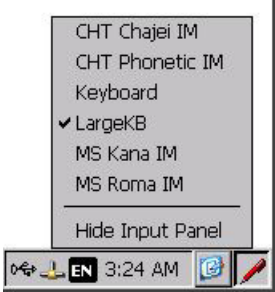 CHT Chajei IM
CHT Phonetic IM
Keyboard
LargeKB
MS Kana IM
MS Roma IM
Hide Input Panel
EN 3:24 AM